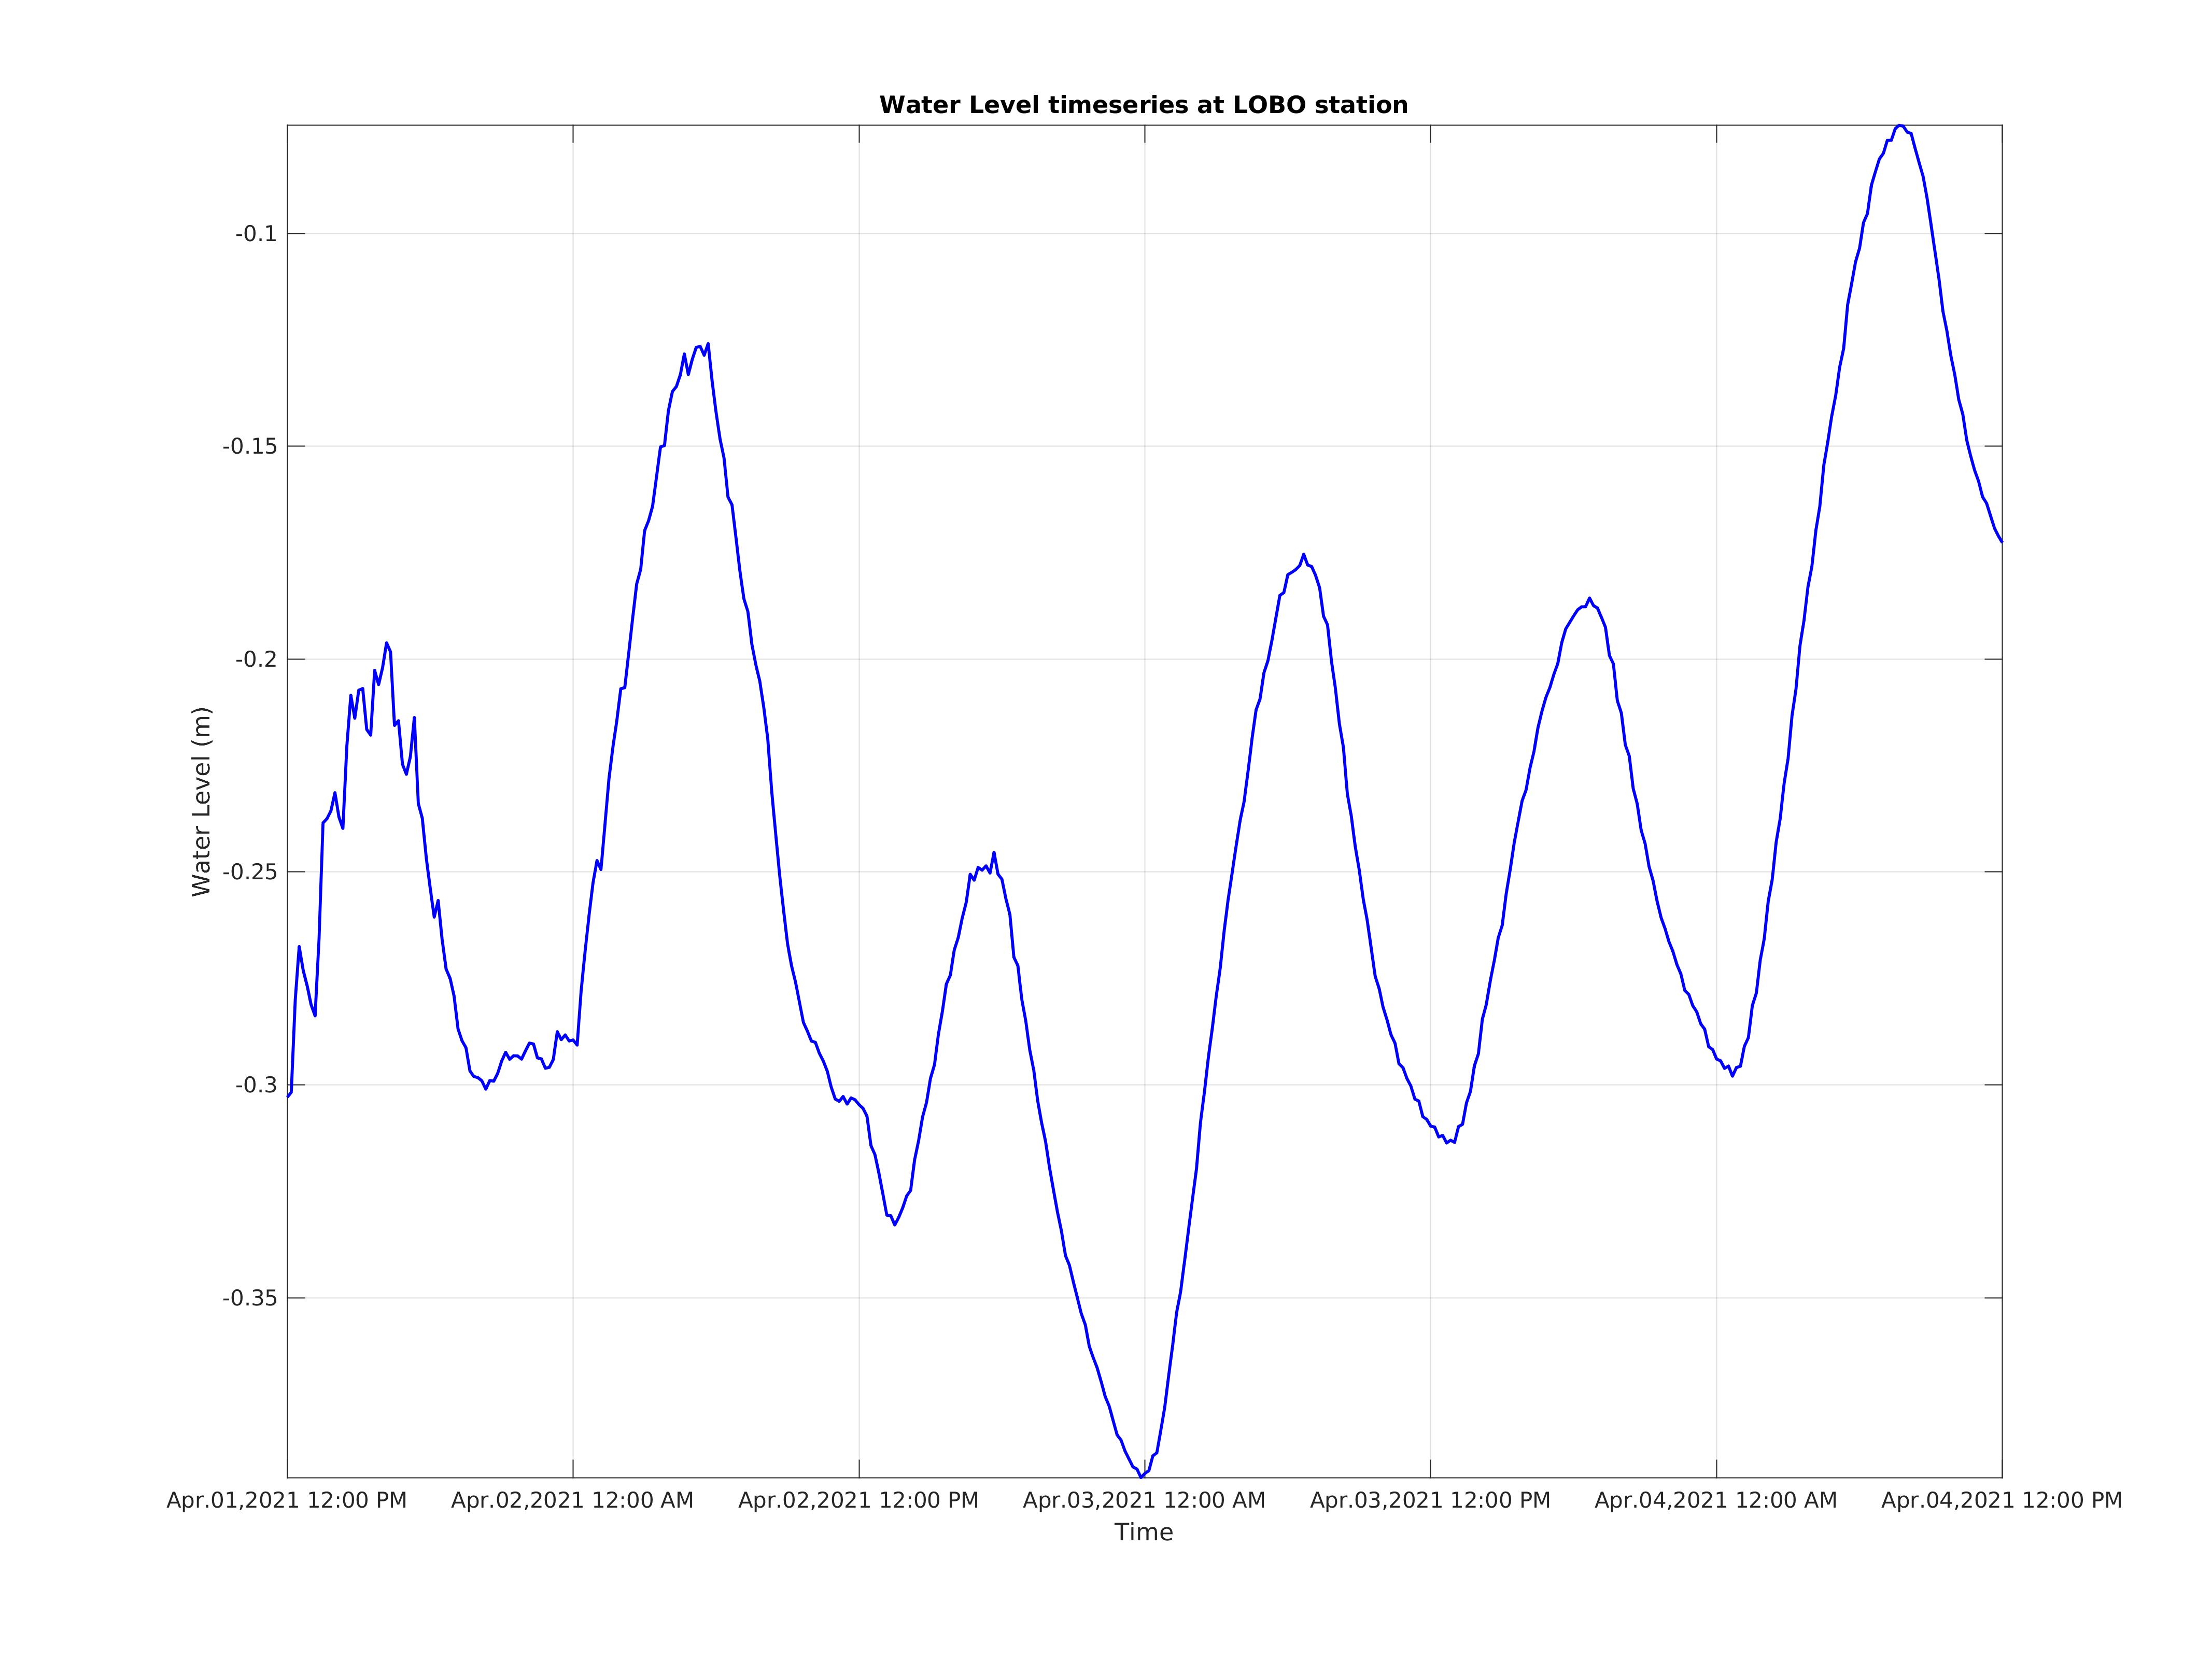 Water Level timeseries at LOBO station
-0.1
-0.15
-0.2
-0.25
-0.3
-0.35
Water Level (m)
Apr.01,2021 12:00 PM
Apr.02,2021 12:00 AM
Apr.02,2021 12:00 PM
Apr.03,2021 12:00 AM
Apr.03,2021 12:00 PM
Apr.04,2021 12:00 AM
Apr.04,2021 12:00 PM
Time